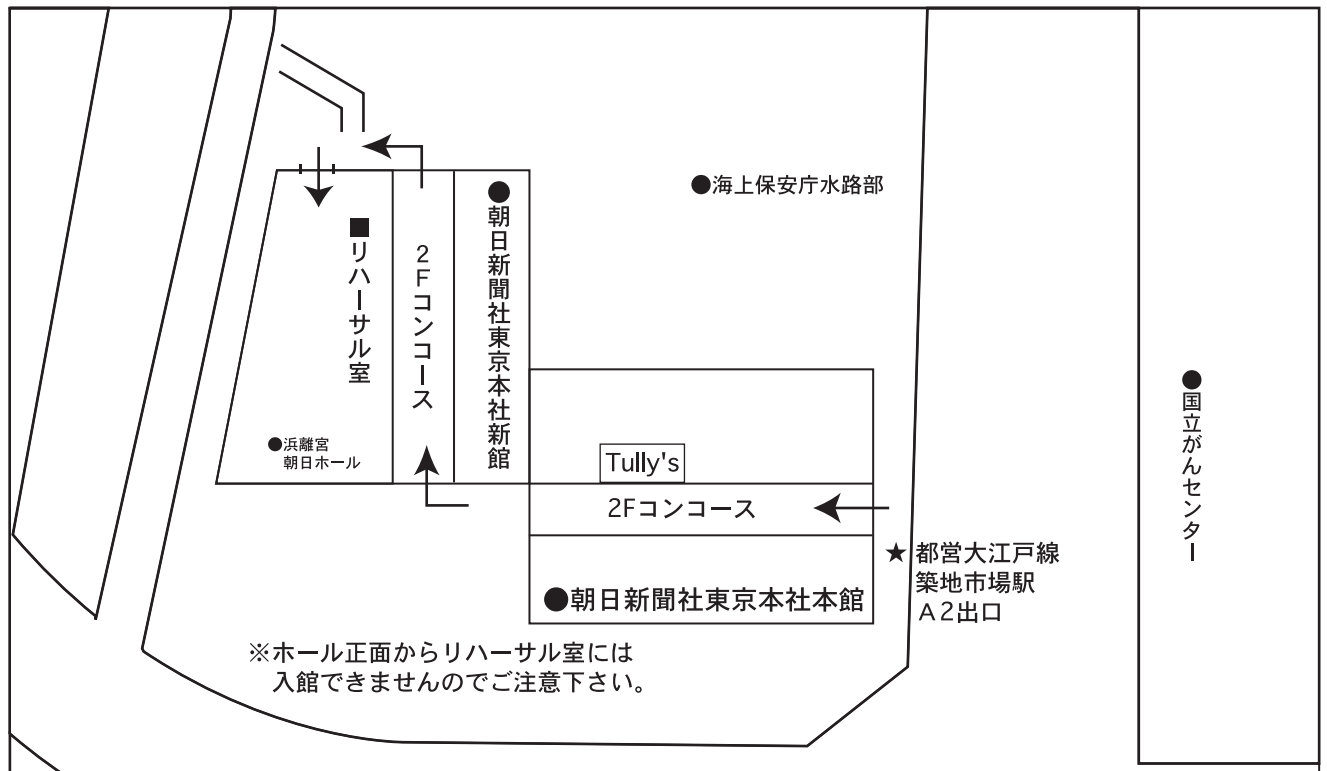 ●海上保安庁水路部
●朝日新聞社東京本社新館
2Fコンコース
■リハーサル室
●浜離宮
朝日ホール
●国立がんセンター
Tully's
2Fコンコース
★ 都営大江戸線
築地市場駅
A2出口
●朝日新聞社東京本社本館
※ホール正面からリハーサル室には
入館できませんのでご注意下さい。